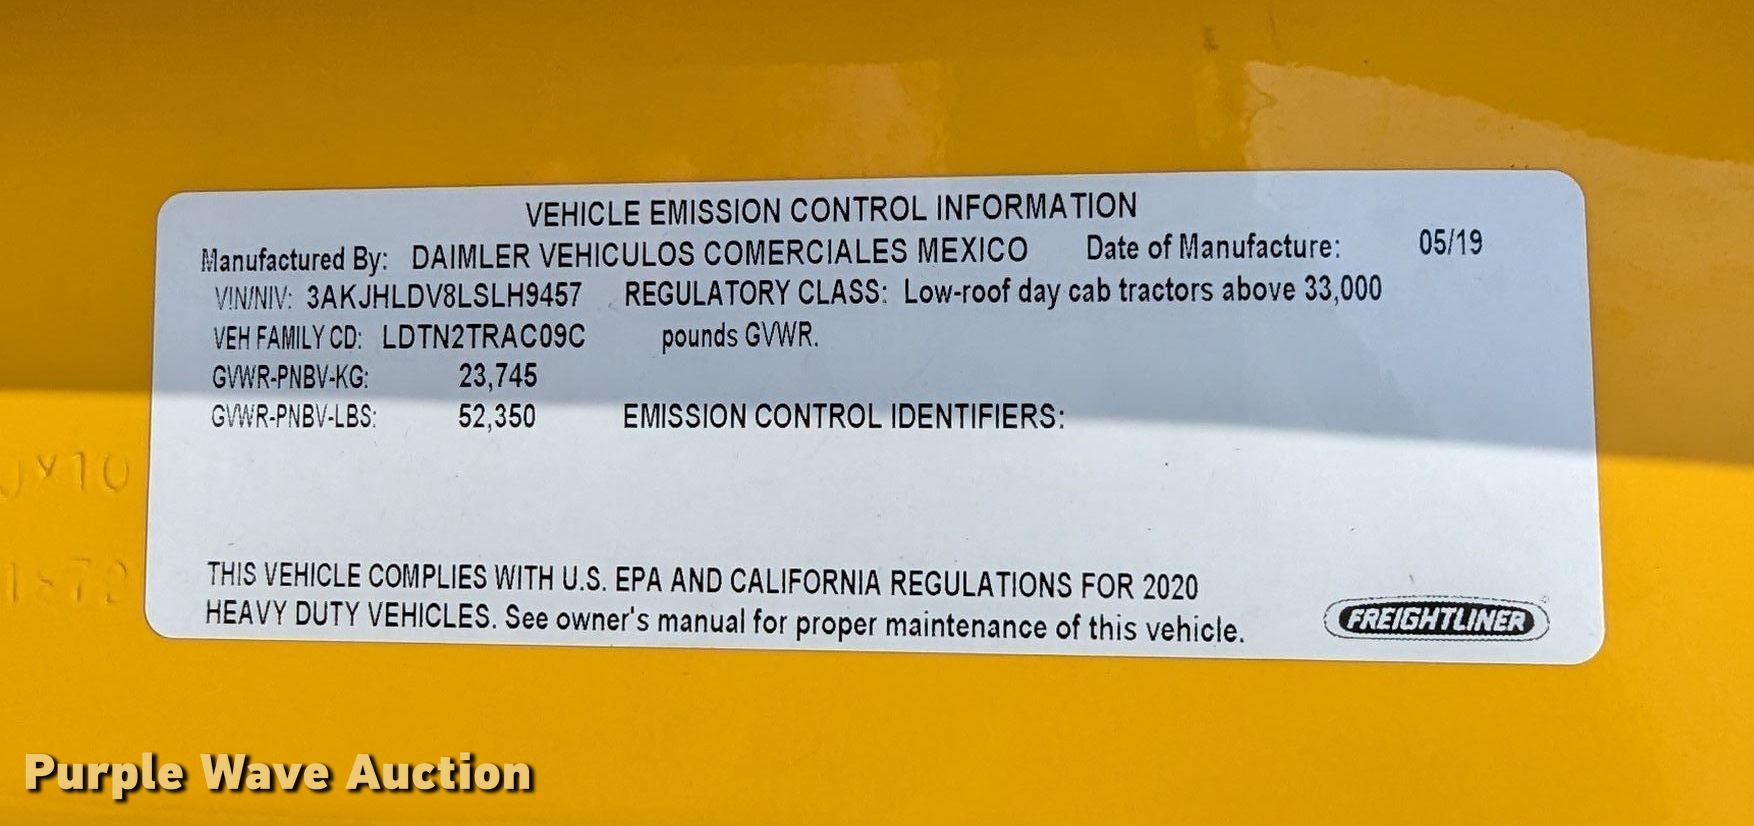 VEHICLE EMISSION CONTROL INFORMATION
Manufactured By: DAIMLER VEHICULOS COMERCIALES MEXICO Date of Manufacture: 05/19
VIN/NIV: 3AKJHLDV8LSLH9457 REGULATORY CLASS: Low-roof day cab tractors above 33,000
VEH FAMILY CD: LDTN2TRAC09C pounds GVWR.
GVWR-PNBV-KG: 23,745
GVWR-PNBV-LBS: 52,350 EMISSION CONTROL IDENTIFIERS:
THIS VEHICLE COMPLIES WITH U.S. EPA AND CALIFORNIA REGULATIONS FOR 2020
HEAVY DUTY VEHICLES. See owner's manual for proper maintenance of this vehicle.
FREIGHTLINER
Purple Wave Auction